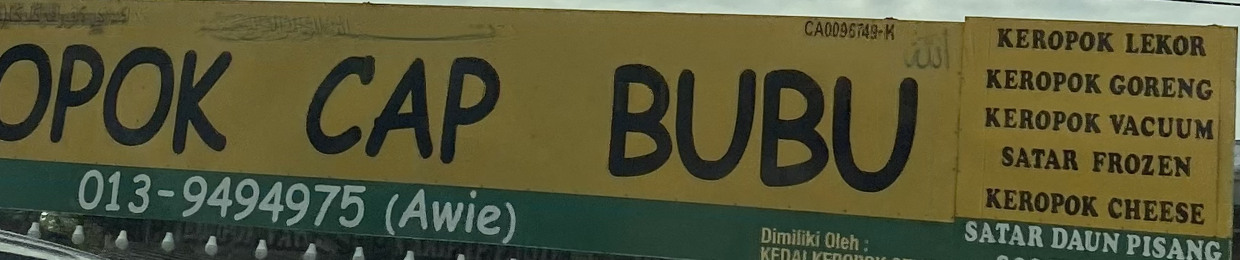 CA0096749-K
OPOK CAP BUBU
013-9494975 (Awie)
Dimiliki Oleh :
KEROPOK LEKOR
KEROPOK GORENG
KEROPOK VACUUM
SATAR FROZEN
KEROPOK CHEESE
SATAR DAUN PISANG